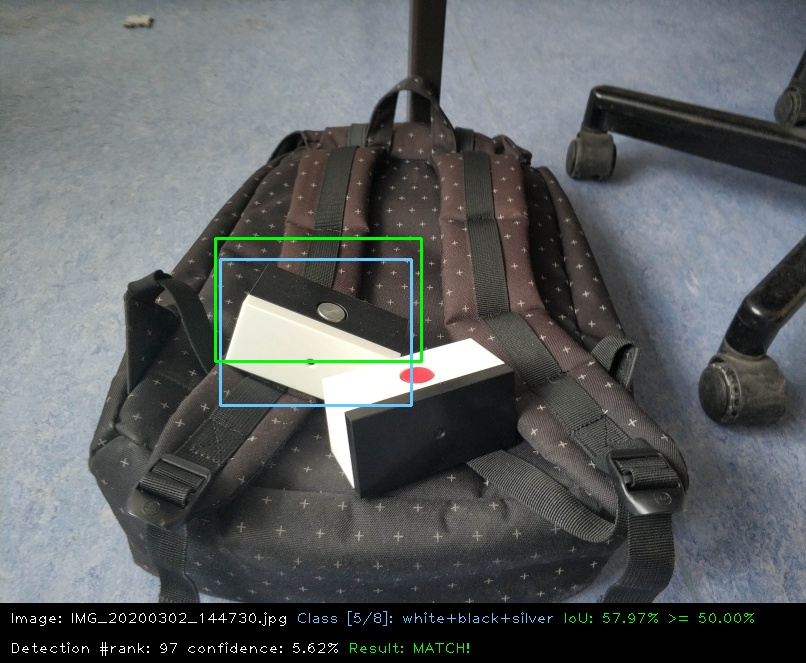 Image: IMG_20200302_144730.jpg Class [5/8]: white+black+silver IoU: 57.97% >= 50.00%
Detection #rank: 97 confidence: 5.62% Result: MATCH!